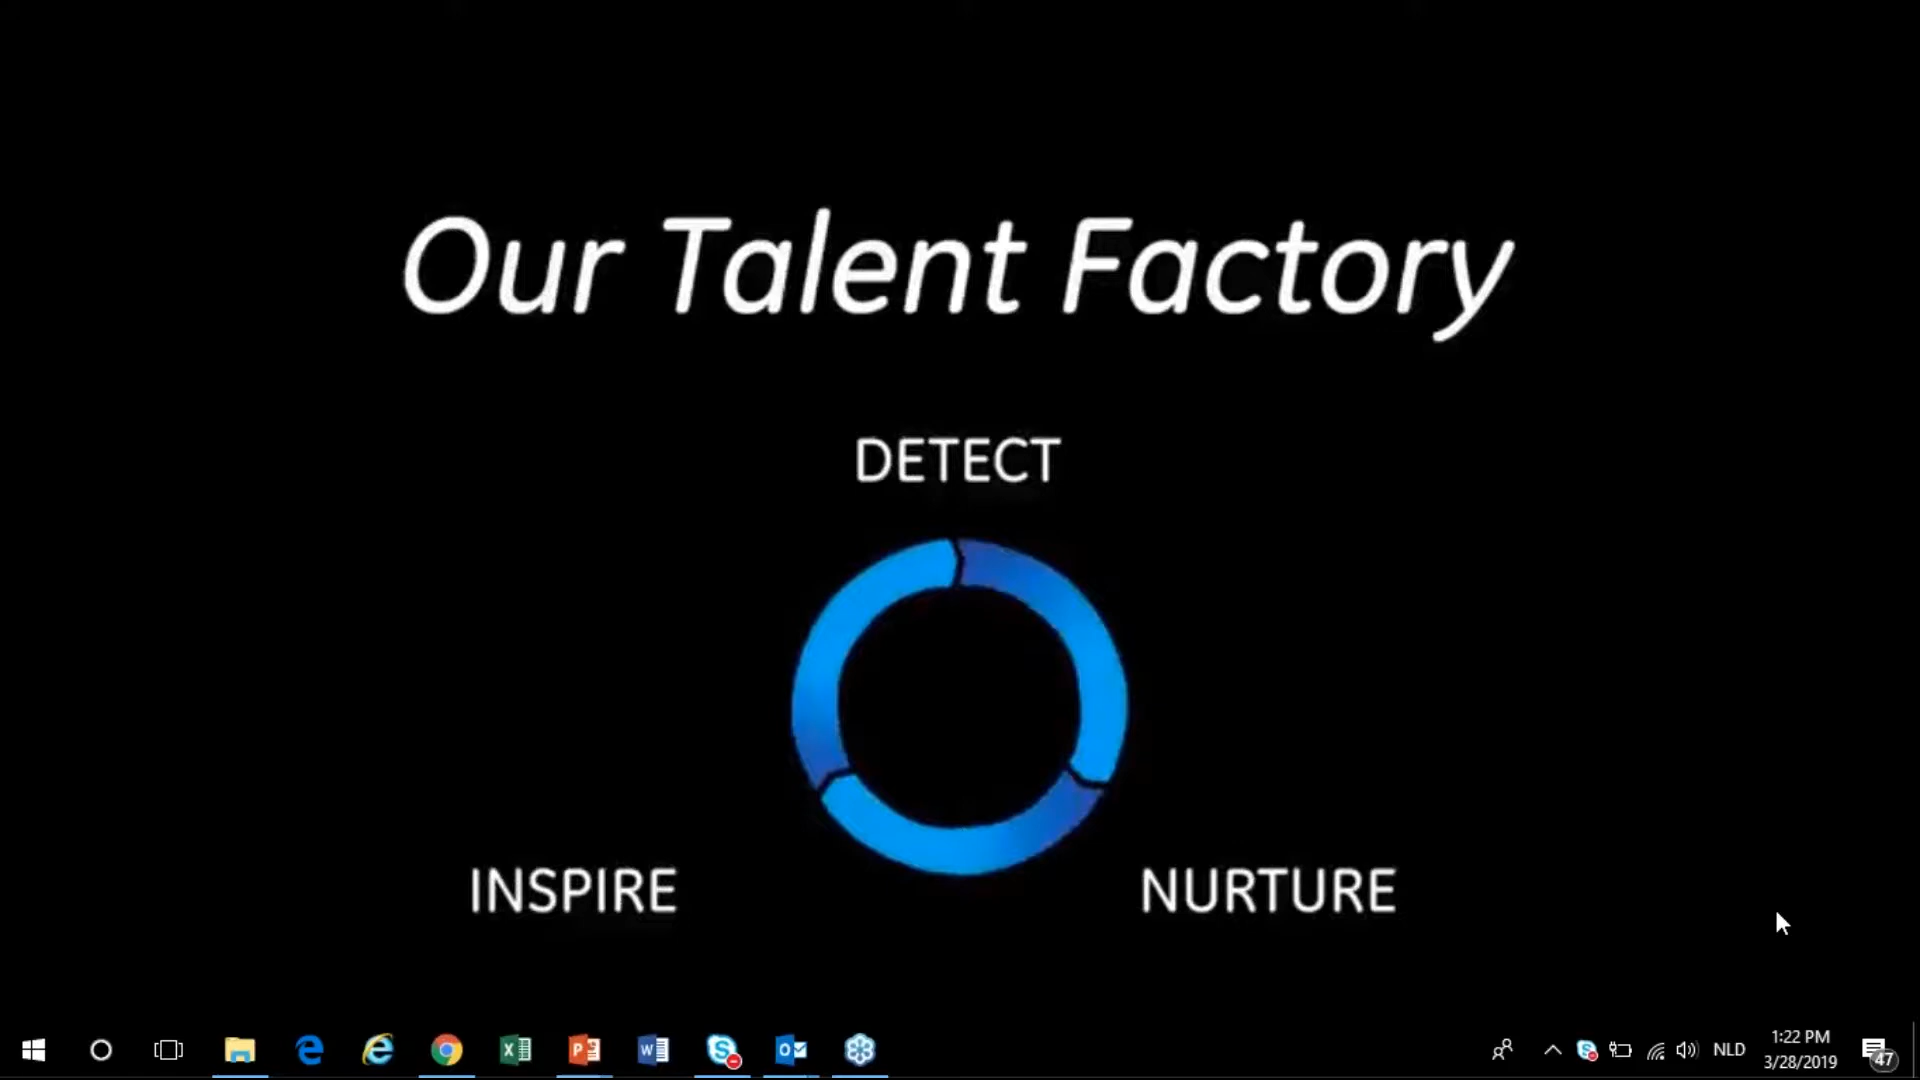 Our Talent Factory
DETECT
INSPIRE
NURTURE
NLD
1:22 PM
3/28/2019
47